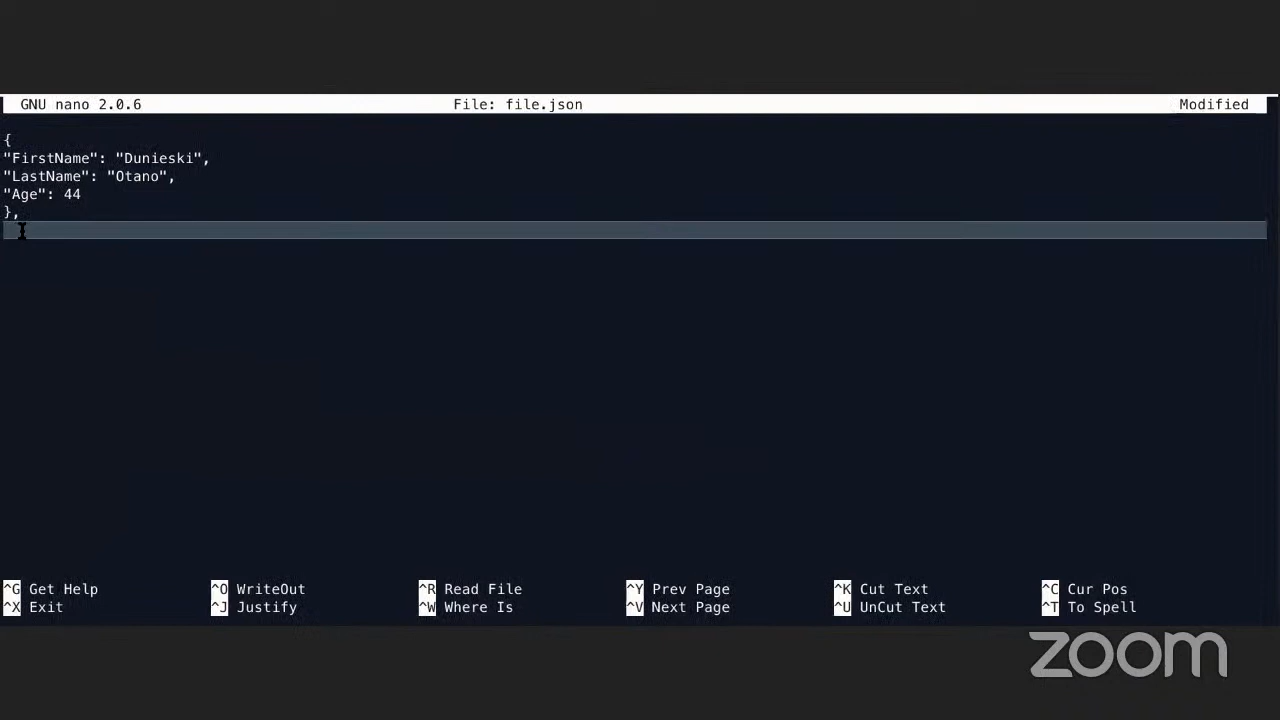 GNU nano 2.0.6 File: file.json Modified
{
"FirstName": "Dunieski",
"LastName": "Otano",
"Age": 44
},
^G Get Help ^O WriteOut ^R Read File ^Y Prev Page ^K Cut Text ^C Cur Pos
^X Exit ^J Justify ^W Where Is ^V Next Page ^U UnCut Text ^T To Spell
zoom